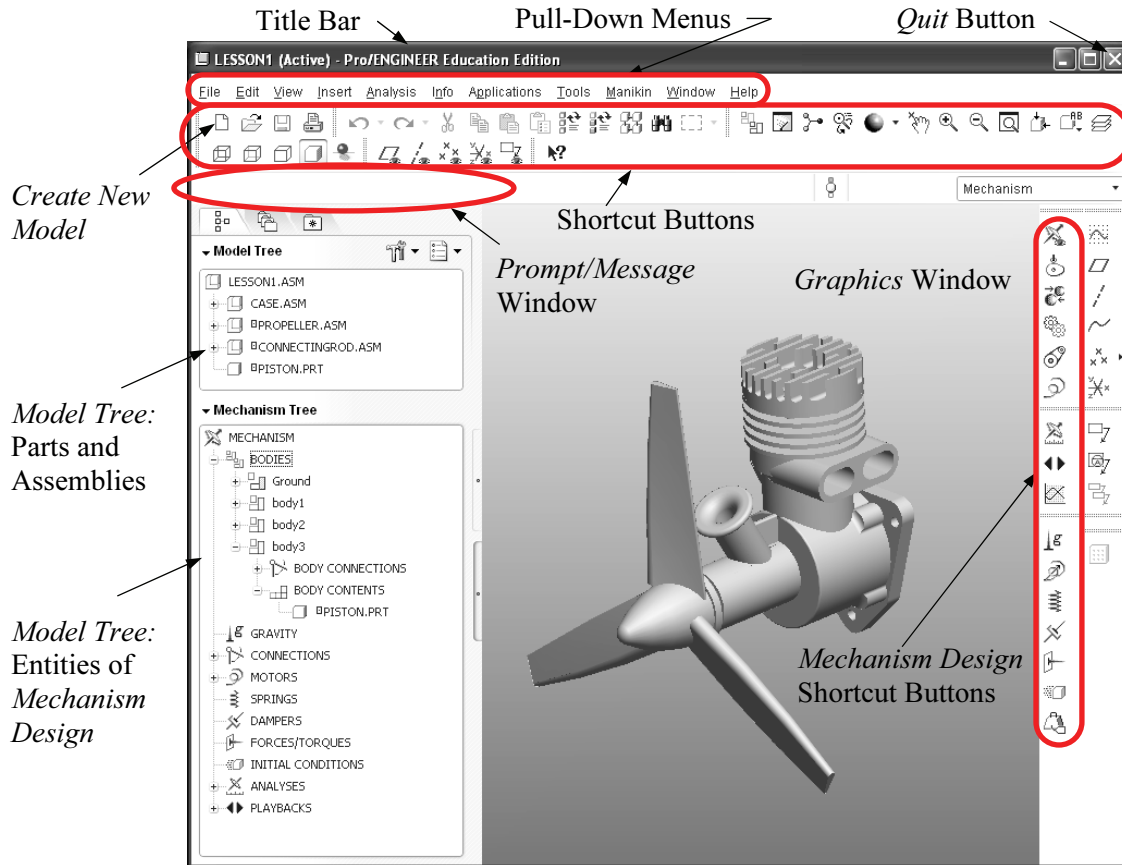 Title Bar
Pull-Down Menus
Quit Button
LESSON1 (Active) - Pro/ENGINEER Education Edition
File Edit View Insert Analysis Info Applications Tools Manikin Window Help
Create New
Model
Mechanism
Shortcut Buttons
Prompt/Message
Window
Graphics Window
Model Tree
LESSON1.ASM
CASE.ASM
PROPELLER.ASM
CONNECTINGROD.ASM
PISTON.PRT
Model Tree:
Parts and
Assemblies
Mechanism Tree
MECHANISM
BODIES
Ground
body1
body2
body3
BODY CONNECTIONS
BODY CONTENTS
PISTON.PRT
GRAVITY
CONNECTIONS
MOTORS
SPRINGS
DAMPERS
FORCES/TORQUES
INITIAL CONDITIONS
ANALYSES
PLAYBACKS
Model Tree:
Entities of
Mechanism
Design
Mechanism Design
Shortcut Buttons